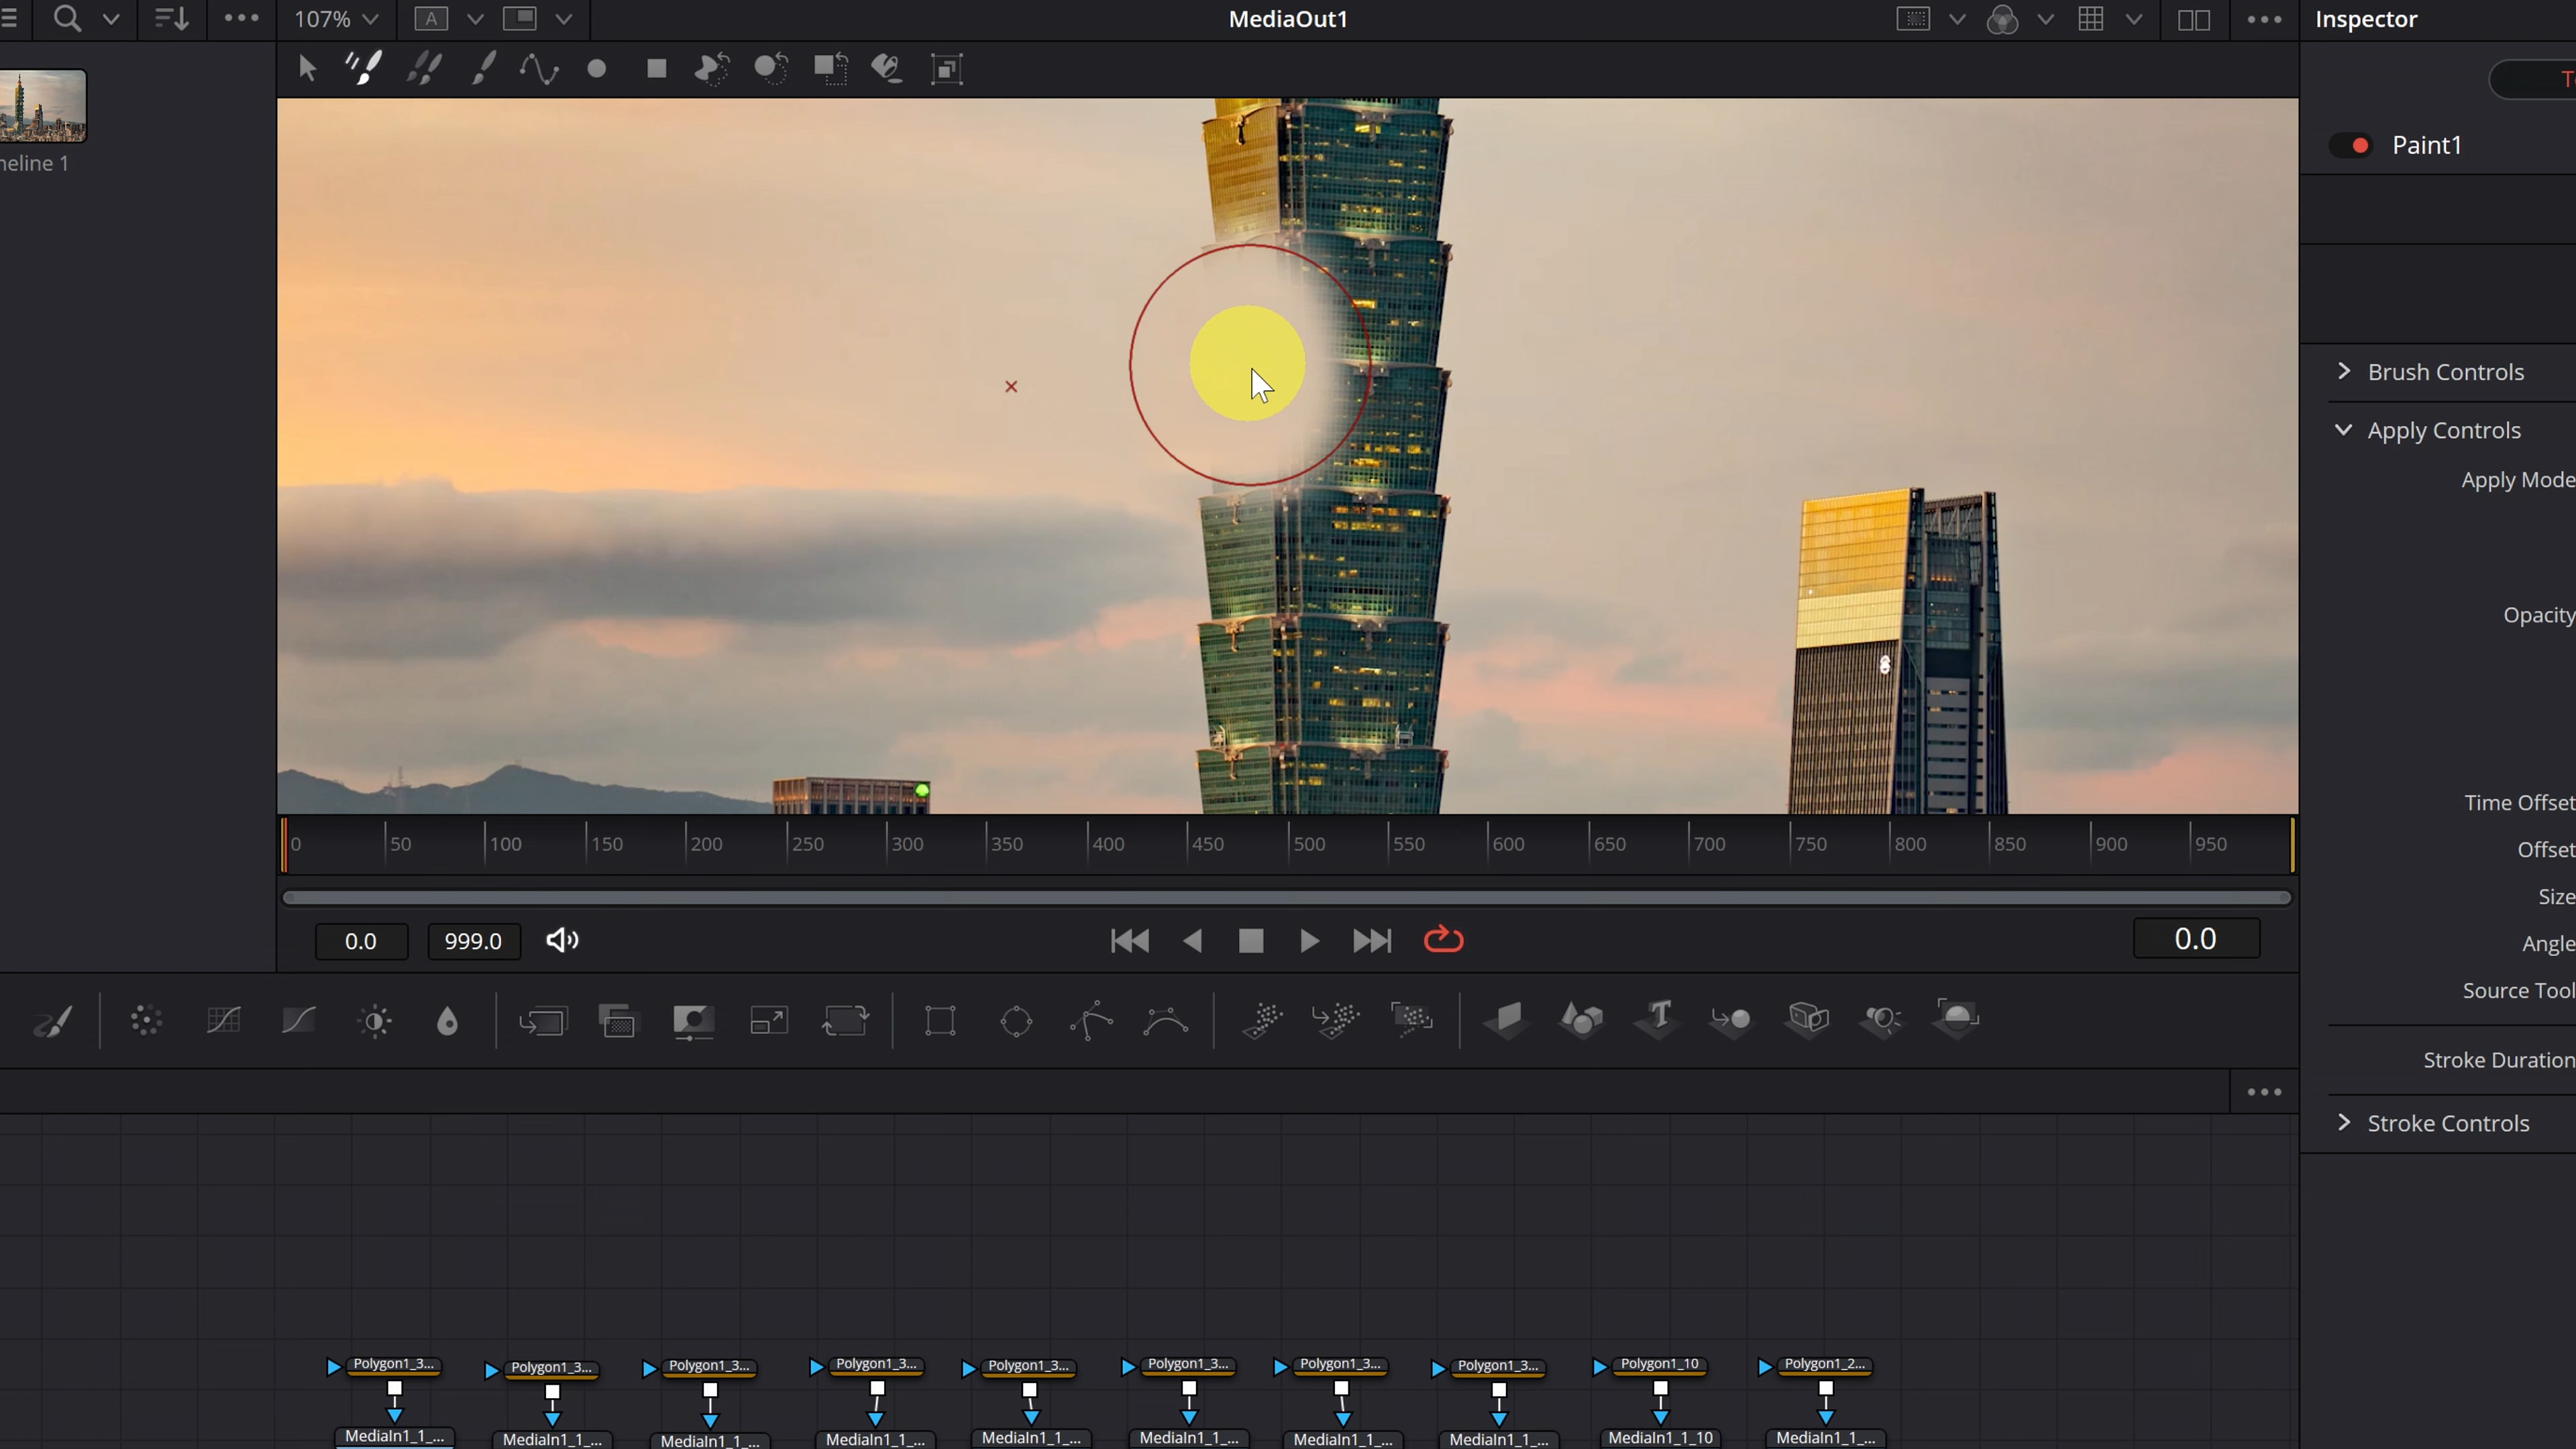 107%
A
MediaOut1
Inspector
T
neline 1
Paint1
Brush Controls
Apply Controls
Apply Mode
Opacity
Time Offset
Offset
Size
Angle
Source Tool
Stroke Duration
Stroke Controls
0 50 100 150 200 250 300 350 400 450 500 550 600 650 700 750 800 850 900 950
0.0 999.0 0.0
Polygon1_3... Polygon1_3... Polygon1_3... Polygon1_3... Polygon1_3... Polygon1_3... Polygon1_3... Polygon1_3... Polygon1_10 Polygon1_2...
MediaIn1_1_... MediaIn1_1_... MediaIn1_1_... MediaIn1_1_... MediaIn1_1_... MediaIn1_1_... MediaIn1_1_... MediaIn1_1_... MediaIn1_1_10 MediaIn1_1_...